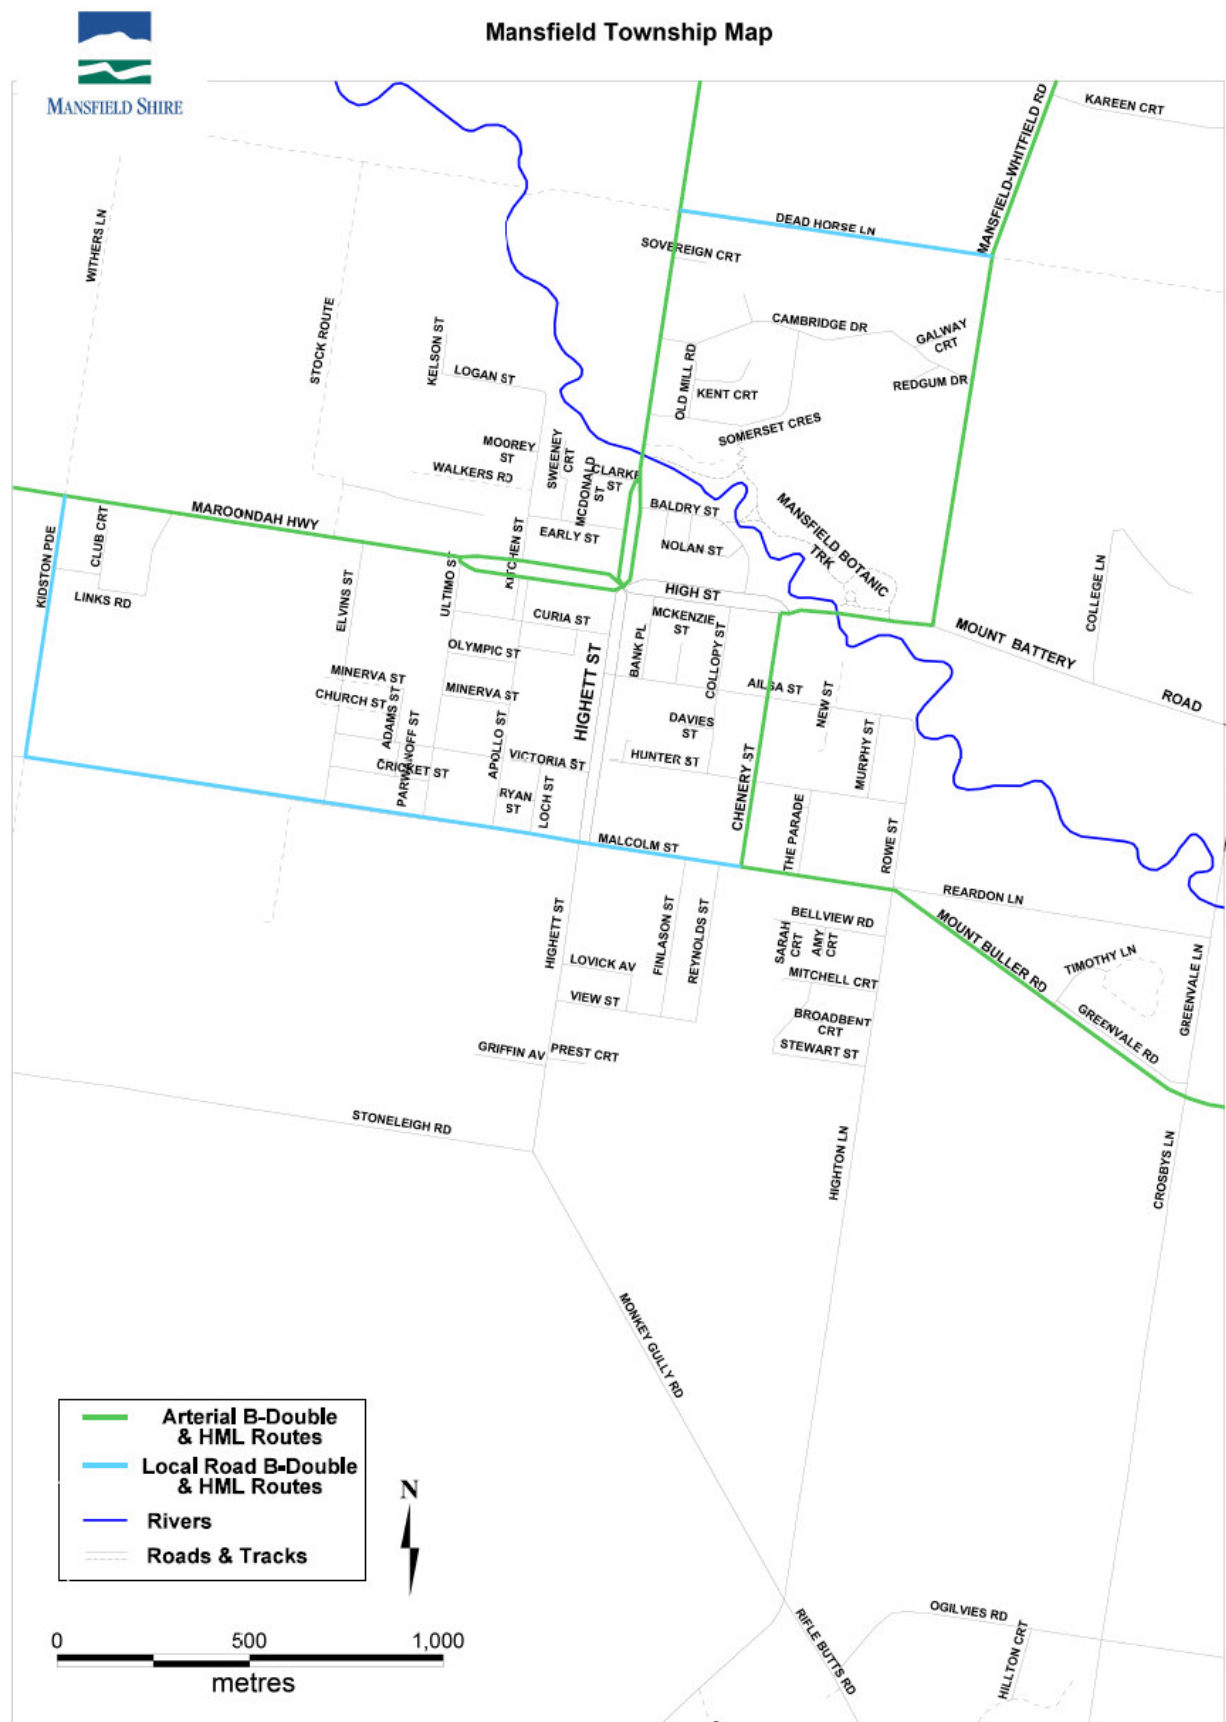 Mansfield Township Map
MANSFIELD SHIRE
KAREEN CRT
MANSFIELD-WHITFIELD RD
DEAD HORSE LN
SOVEREIGN CRT
WITHERS LN
STOCK ROUTE
KELSON ST
LOGAN ST
CAMBRIDGE DR
GALWAY
CRT
REDGUM DR
OLD MILL RD
KENT CRT
SOMERSET CRES
MOOREY
ST
WALKERS RD
SWEENEY
CRT
MCDONALD
ST
CLARKE
ST
BALDRY ST
NOLAN ST
MANSFIELD BOTANIC
TRK
MAROONDAH HWY
EARLY ST
KITCHEN ST
KIDSTON PDE
CLUB CRT
LINKS RD
ELVINS ST
ULTIMO ST
CURIA ST
HIGH ST
MCKENZIE
ST
BANK PL
COLLOPY ST
COLLEGE LN
MOUNT BATTERY
ROAD
OLYMPIC ST
MINERVA ST
MINERVA ST
CHURCH ST
ADAMS ST
PARWANOFF ST
CRICKET ST
APOLLO ST
VICTORIA ST
RYAN
ST
LOCH ST
HIGHETT ST
AILSA ST
NEW ST
DAVIES
ST
HUNTER ST
CHENERY ST
MURPHY ST
THE PARADE
ROWE ST
MALCOLM ST
REARDON LN
HIGHETT ST
FINLASON ST
REYNOLDS ST
LOVICK AV
VIEW ST
BELLVIEW RD
SARAH
CRT
AMY
CRT
MITCHELL CRT
BROADBENT
CRT
STEWART ST
MOUNT BULLER RD
TIMOTHY LN
GREENVALE LN
GREENVALE RD
GRIFFIN AV
PREST CRT
STONELEIGH RD
HIGHTON LN
CROSBYS LN
MONKEY GULLY RD
RIFLE BUTTS RD
OGILVIES RD
HILLTON CRT
Arterial B-Double
& HML Routes
Local Road B-Double
& HML Routes
Rivers
Roads & Tracks
N
0 500 1,000
metres